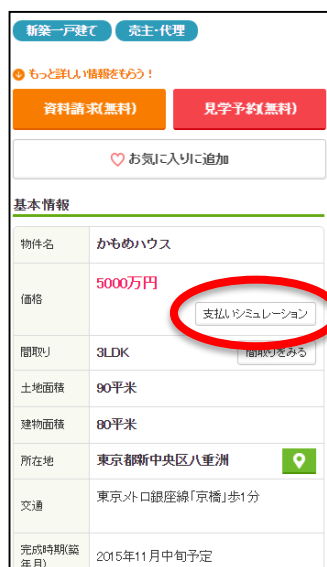 新築一戸建て 売主・代理
もっと詳しい情報をもらう！
資料請求(無料) 見学予約(無料)
お気に入りに追加
基本情報
物件名 かもめハウス
価格 5000万円
支払いシミュレーション
間取り 3LDK 間取りをみる
土地面積 90平米
建物面積 80平米
所在地 東京都新中央区八重洲
交通 東京メトロ銀座線「京橋」歩1分
完成時期(築
年月) 2015年11月中旬予定